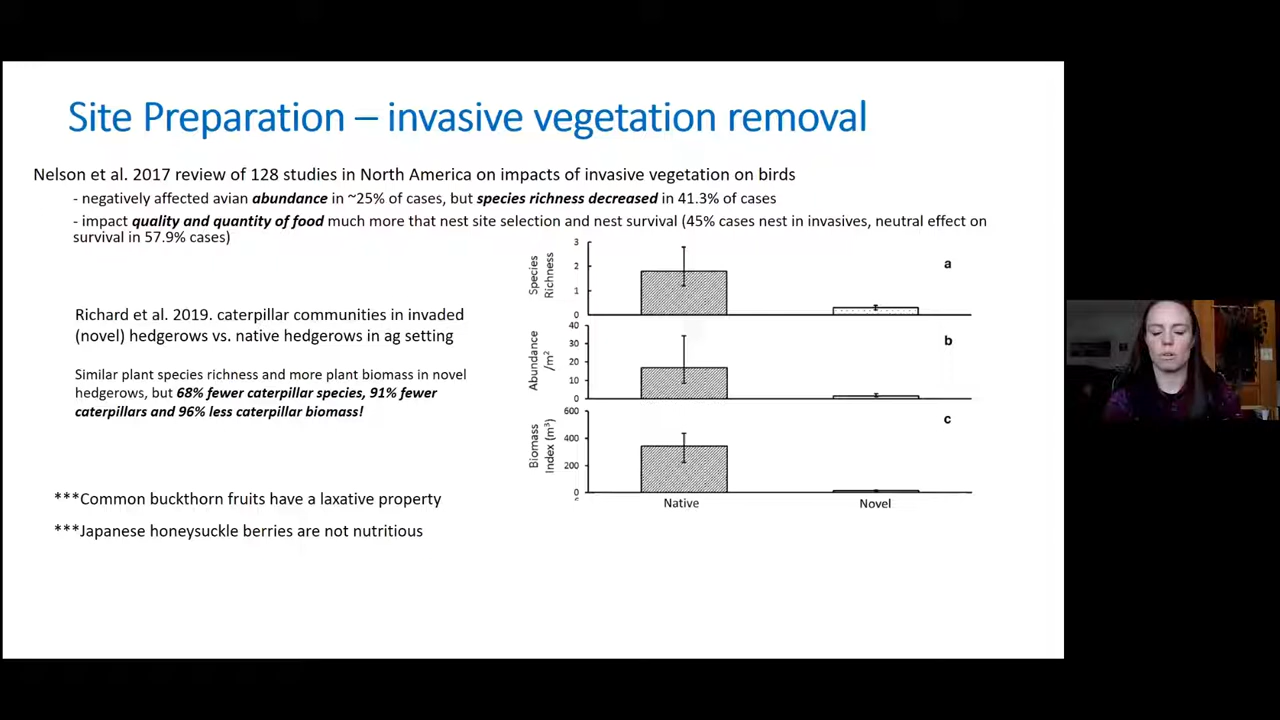 Site Preparation – invasive vegetation removal
Nelson et al. 2017 review of 128 studies in North America on impacts of invasive vegetation on birds
- negatively affected avian abundance in ~25% of cases, but species richness decreased in 41.3% of cases
- impact quality and quantity of food much more that nest site selection and nest survival (45% cases nest in invasives, neutral effect on
survival in 57.9% cases)
Richard et al. 2019. caterpillar communities in invaded
(novel) hedgerows vs. native hedgerows in ag setting
Similar plant species richness and more plant biomass in novel
hedgerows, but 68% fewer caterpillar species, 91% fewer
caterpillars and 96% less caterpillar biomass!
***Common buckthorn fruits have a laxative property
***Japanese honeysuckle berries are not nutritious
Species
Richness
3
2
1
0
a
Abundance
/m²
40
30
20
10
0
b
Biomass
Index (m³)
600
400
200
0
c
Native
Novel